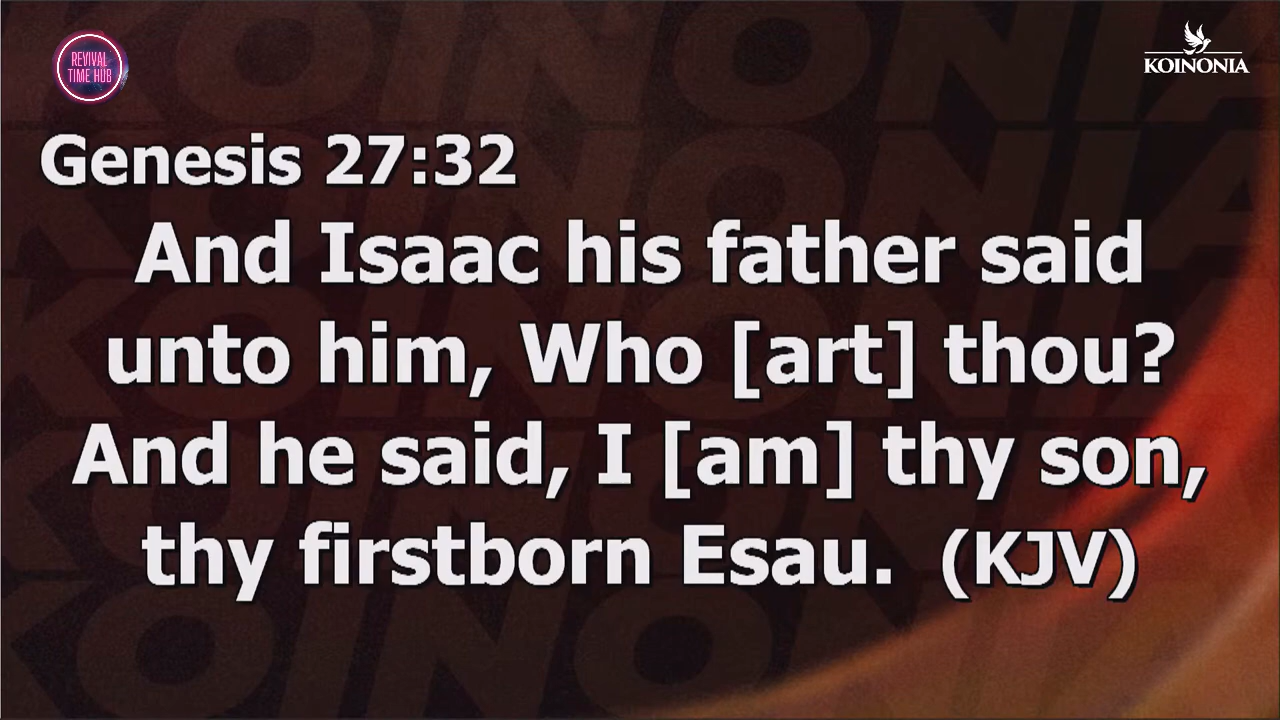 REVIVAL
TIME HUB
KOINONIA
Genesis 27:32
And Isaac his father said
unto him, Who [art] thou?
And he said, I [am] thy son,
thy firstborn Esau. (KJV)